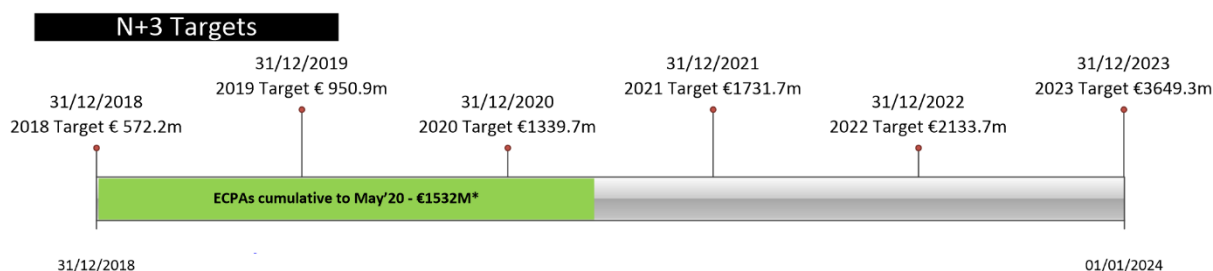 N+3 Targets
31/12/2018
2018 Target € 572.2m
31/12/2019
2019 Target € 950.9m
31/12/2020
2020 Target €1339.7m
31/12/2021
2021 Target €1731.7m
31/12/2022
2022 Target €2133.7m
31/12/2023
2023 Target €3649.3m
ECPAs cumulative to May'20 - €1532M*
31/12/2018
01/01/2024